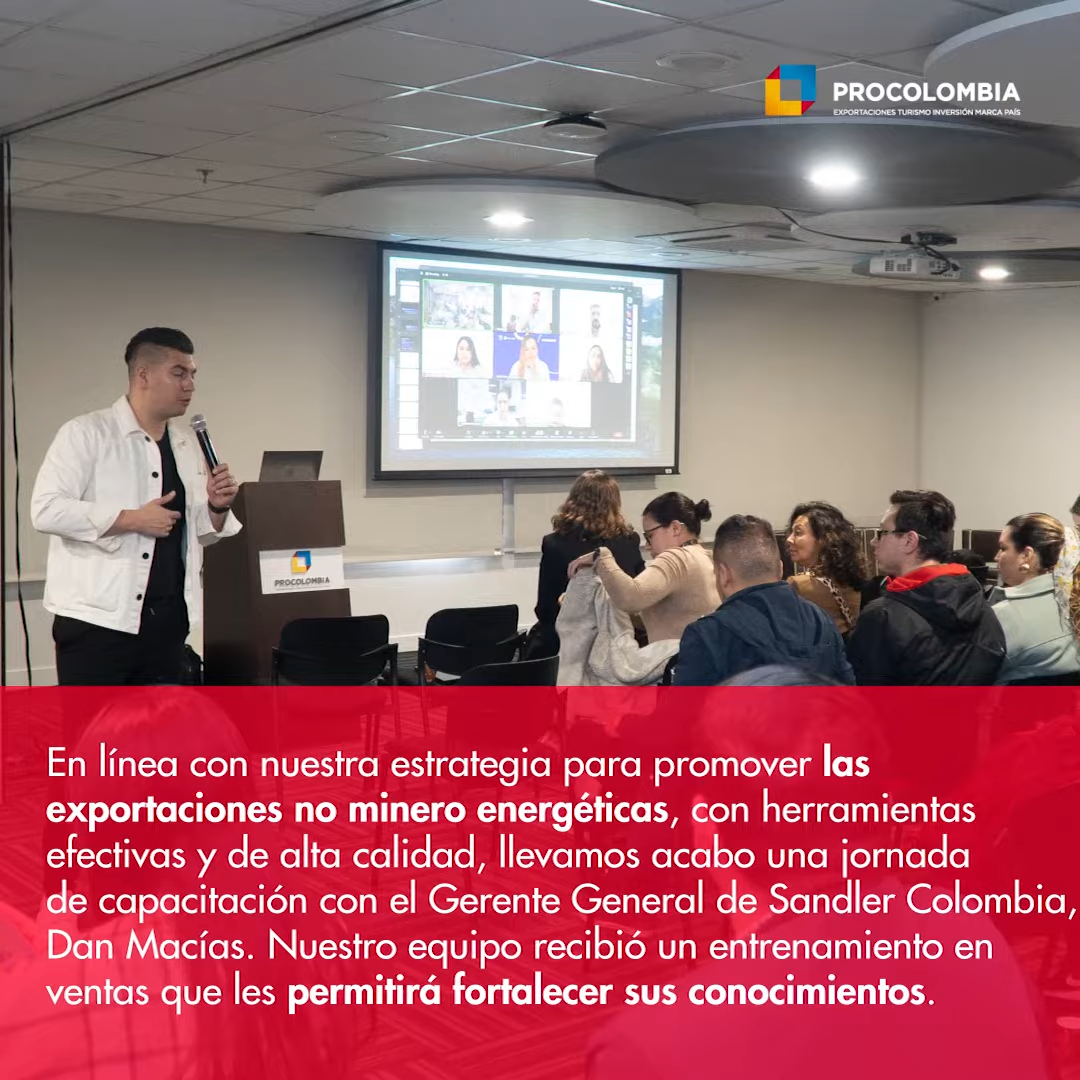 PROCOLOMBIA
EXPORTACIONES TURISMO INVERSIÓN MARCA PAÍS
PROCOLOMBIA
En línea con nuestra estrategia para promover las
exportaciones no minero energéticas, con herramientas
efectivas y de alta calidad, llevamos acabo una jornada
de capacitación con el Gerente General de Sandler Colombia,
Dan Macías. Nuestro equipo recibió un entrenamiento en
ventas que les permitirá fortalecer sus conocimientos.